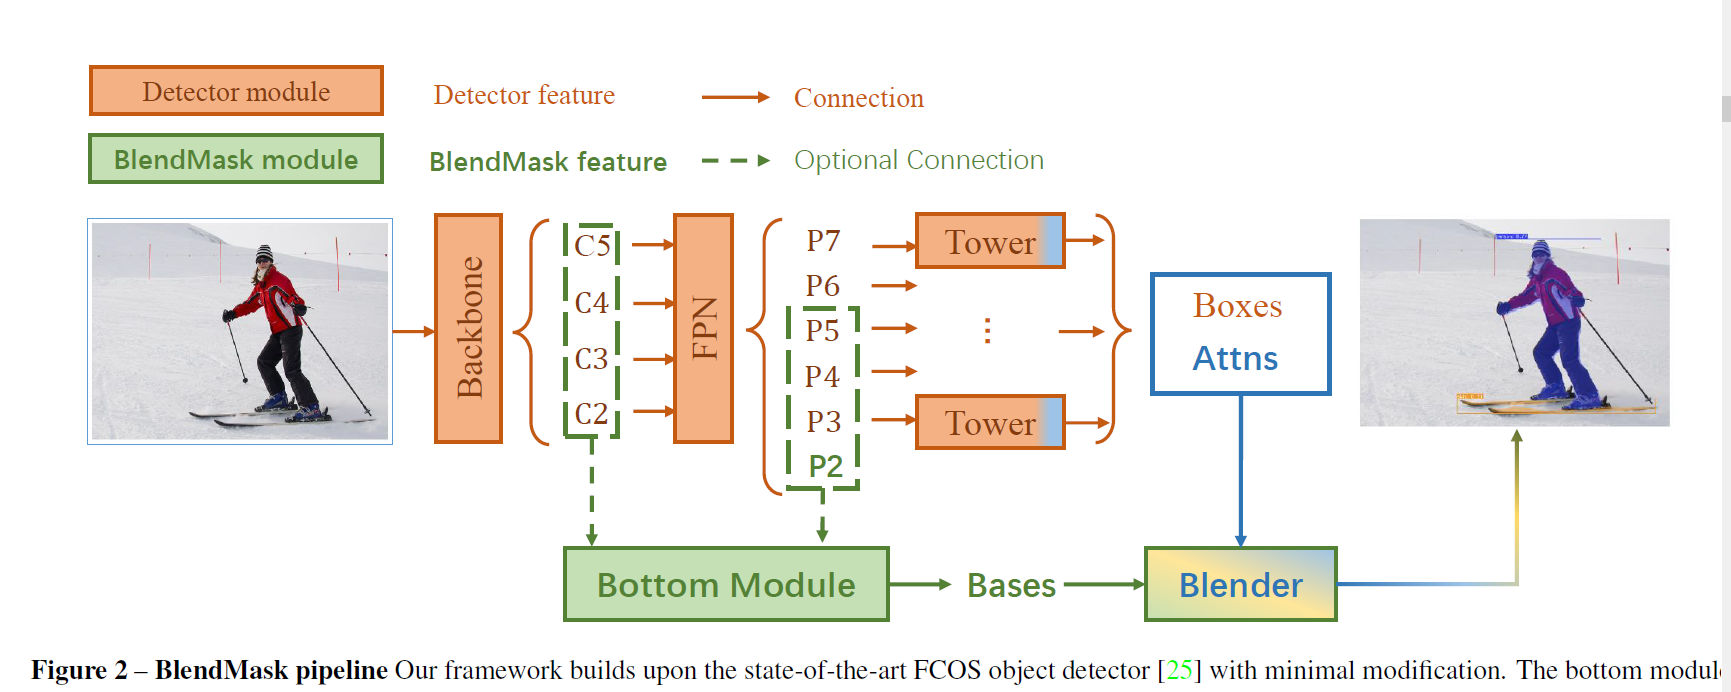 Detector module
Detector feature
Connection
BlendMask module
BlendMask feature
Optional Connection
Backbone
C5
C4
C3
C2
FPN
P7
P6
P5
P4
P3
P2
Tower
Tower
Boxes
Attns
Bottom Module
Bases
Blender
Figure 2 – BlendMask pipeline Our framework builds upon the state-of-the-art FCOS object detector [25] with minimal modification. The bottom modul